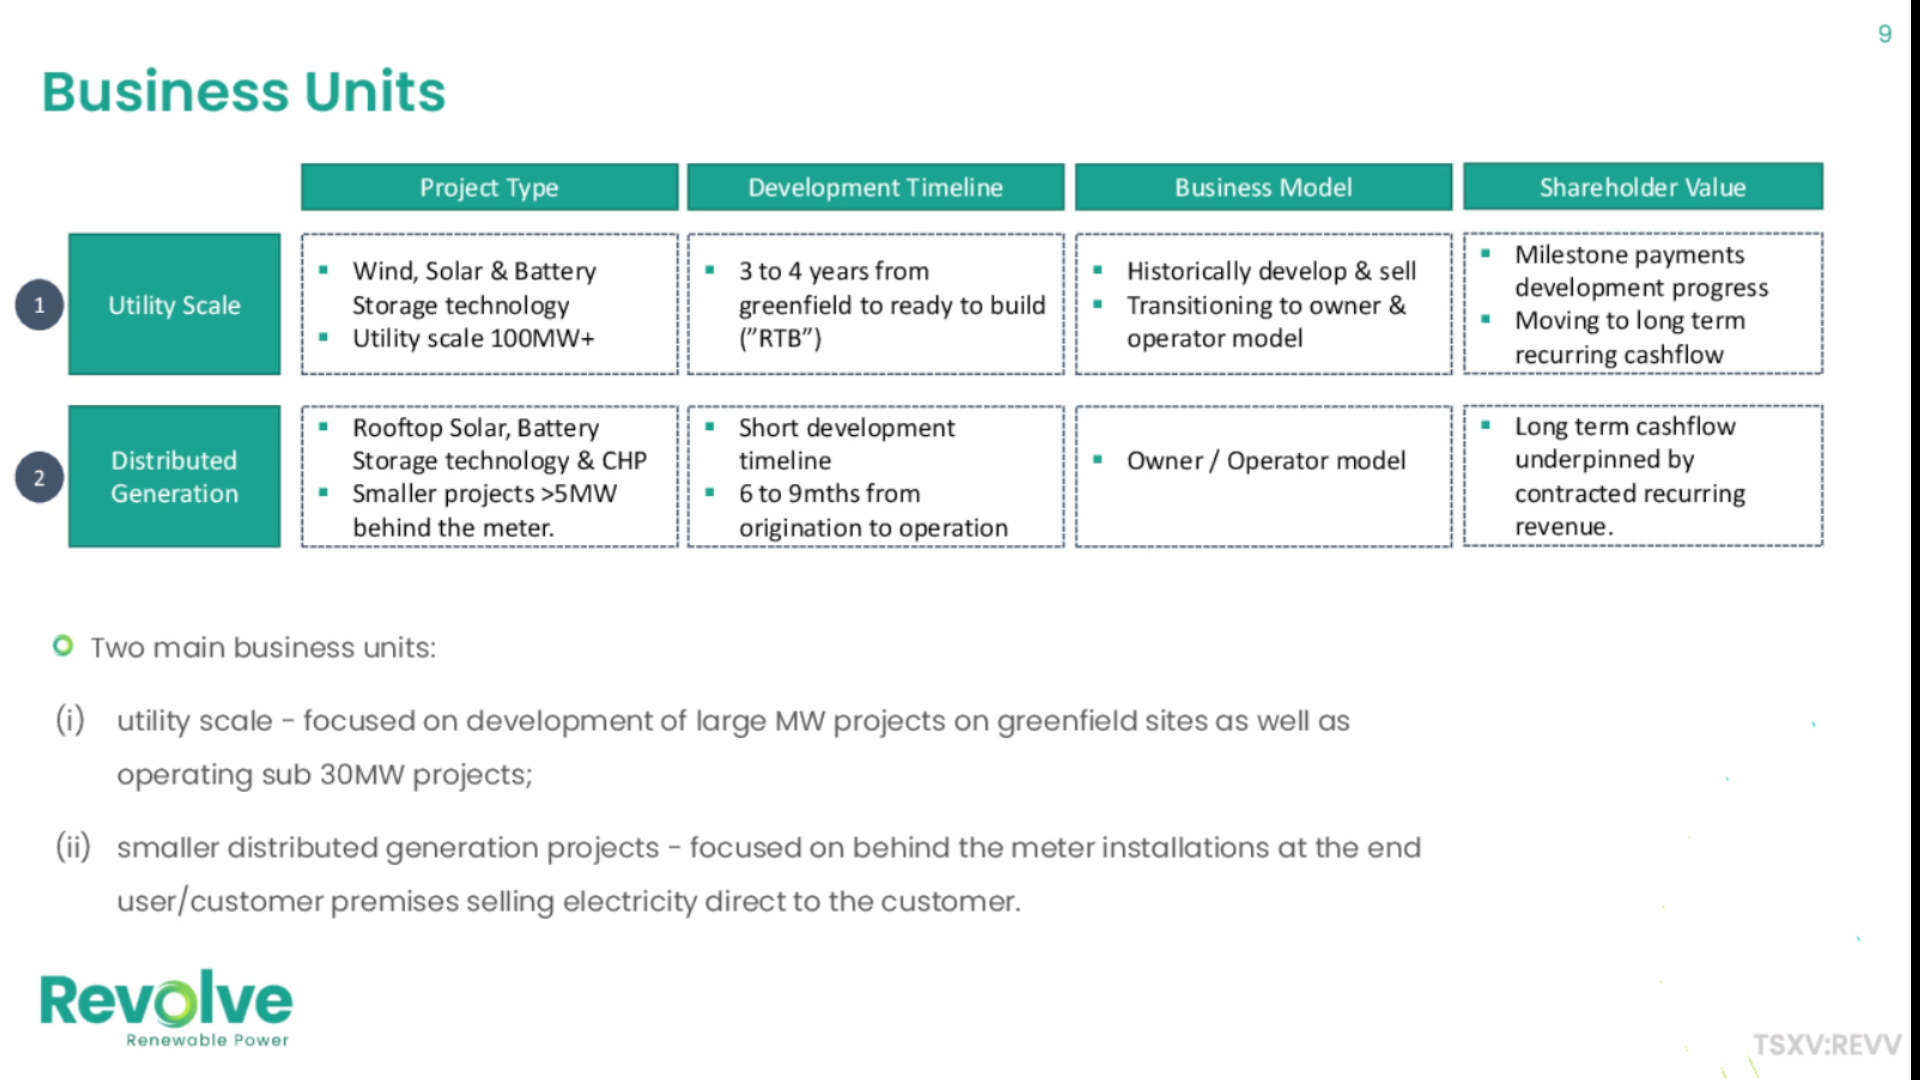 9
Business Units
Project Type
Development Timeline
Business Model
Shareholder Value
1
Utility Scale
▪ Wind, Solar & Battery
Storage technology
▪ Utility scale 100MW+
▪ 3 to 4 years from
greenfield to ready to build
(”RTB”)
▪ Historically develop & sell
▪ Transitioning to owner &
operator model
▪ Milestone payments
development progress
▪ Moving to long term
recurring cashflow
2
Distributed
Generation
▪ Rooftop Solar, Battery
Storage technology & CHP
▪ Smaller projects >5MW
behind the meter.
▪ Short development
timeline
▪ 6 to 9mths from
origination to operation
▪ Owner / Operator model
▪ Long term cashflow
underpinned by
contracted recurring
revenue.
Two main business units:
(i) utility scale - focused on development of large MW projects on greenfield sites as well as
operating sub 30MW projects;
(ii) smaller distributed generation projects - focused on behind the meter installations at the end
user/customer premises selling electricity direct to the customer.
Revolve
Renewable Power
TSXV:REVV